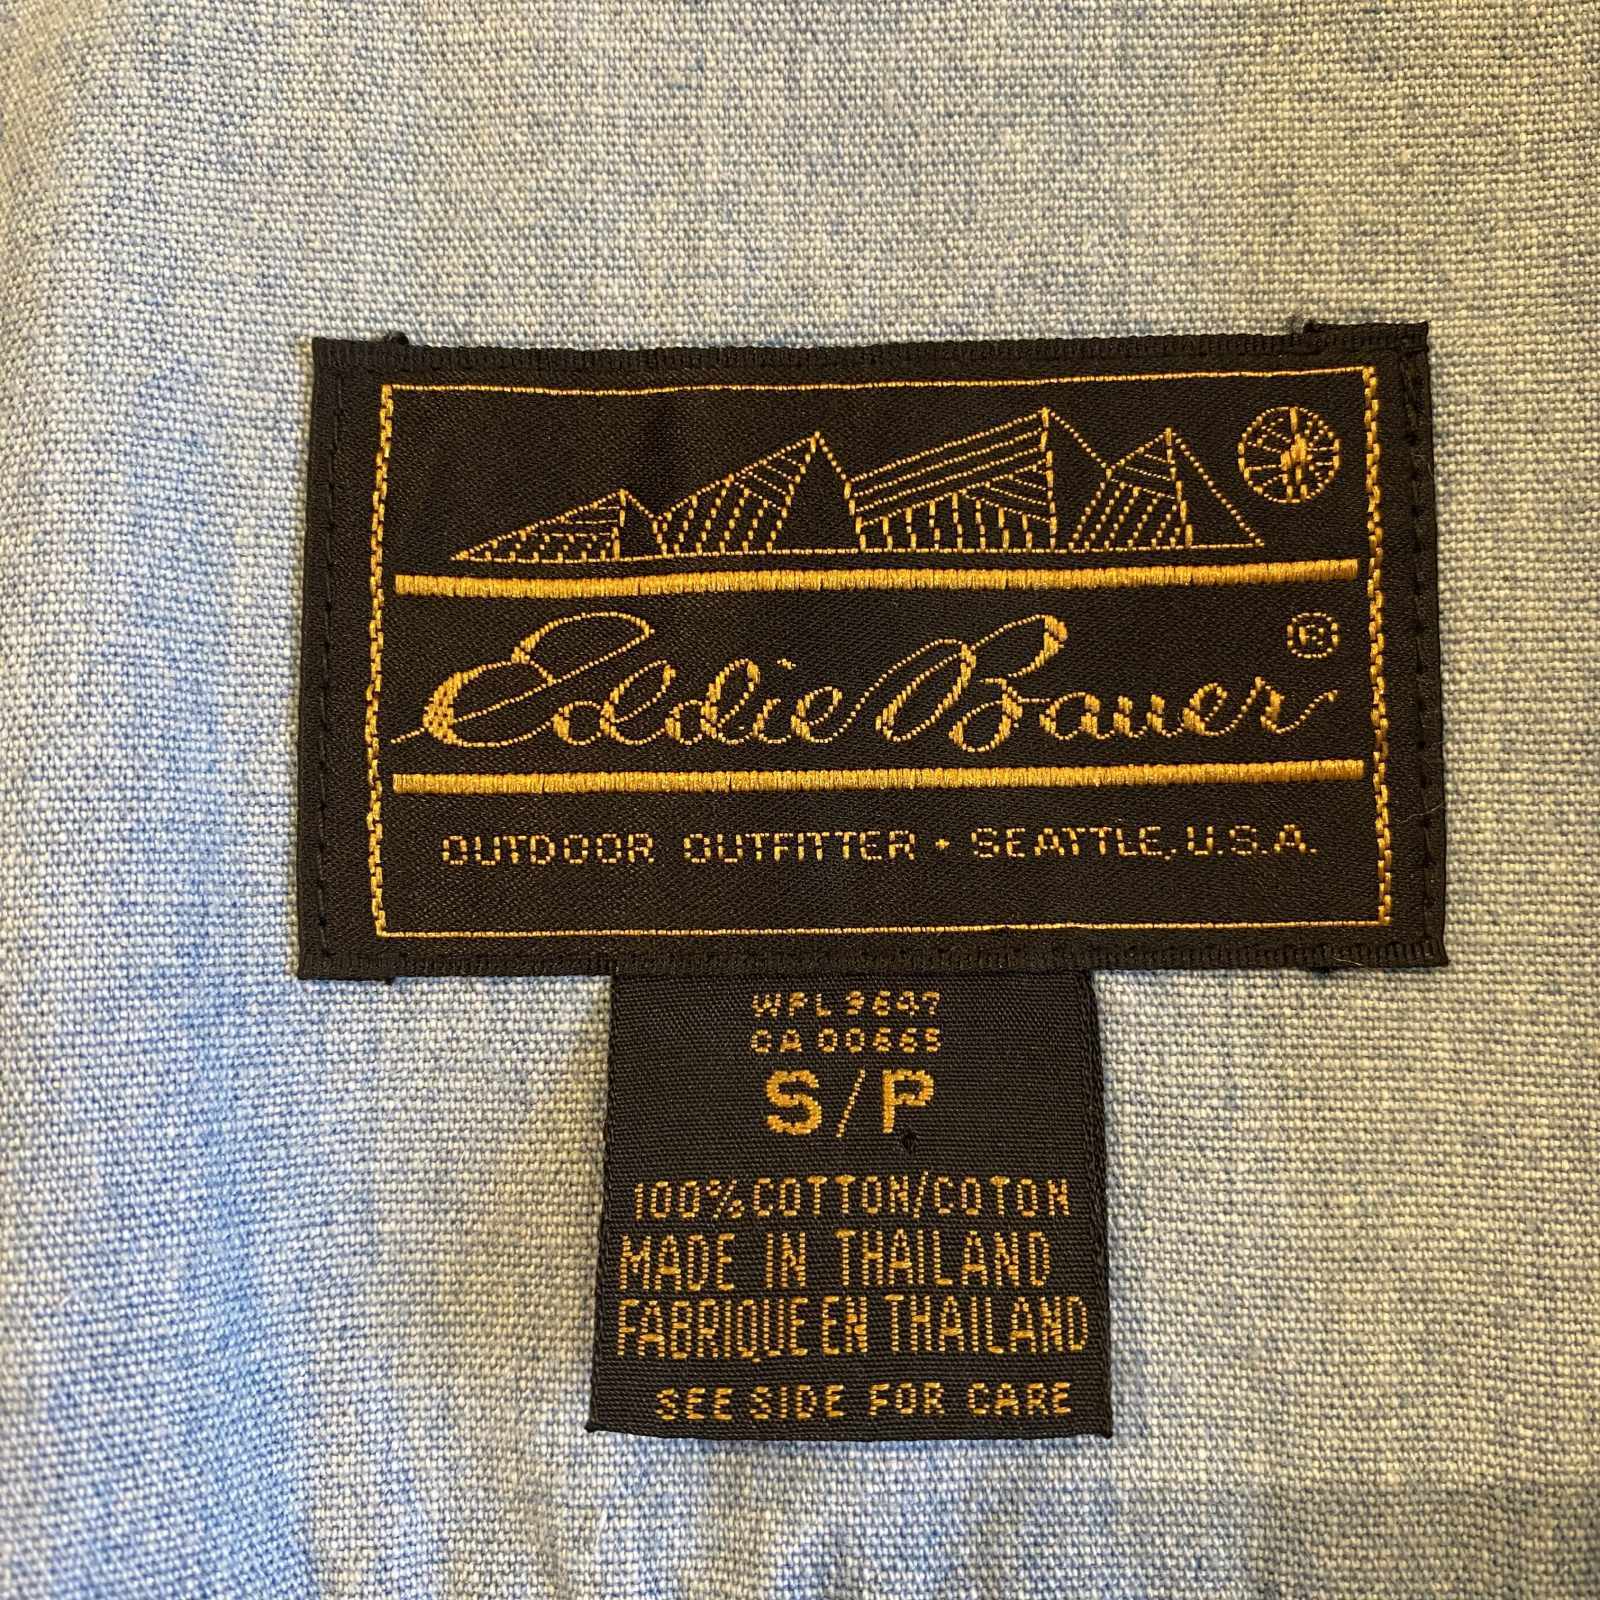 Eddie Bauer ®
OUTDOOR OUTFITTER • SEATTLE, U.S.A.
WPL 9647
CA 00665
S/P
100% COTTON/COTON
MADE IN THAILAND
FABRIQUE EN THAILAND
SEE SIDE FOR CARE